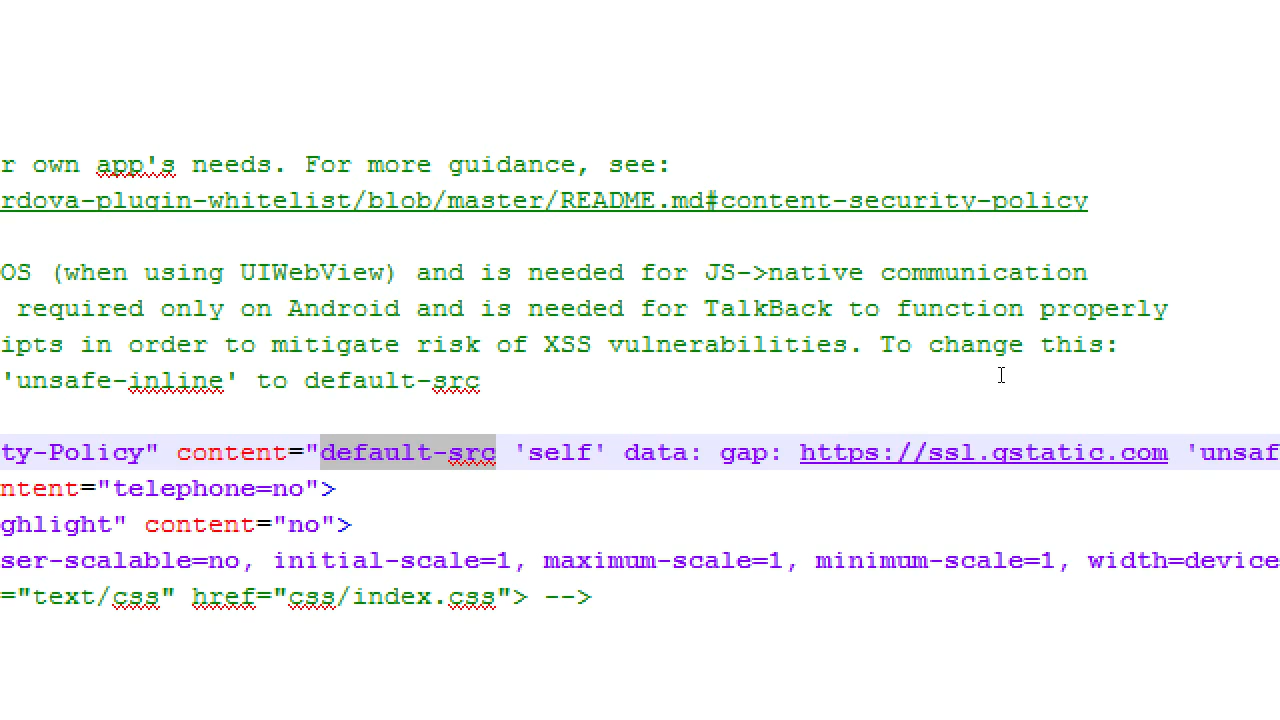 r own app's needs. For more guidance, see:
rdova-plugin-whitelist/blob/master/README.md#content-security-policy
OS (when using UIWebView) and is needed for JS->native communication
required only on Android and is needed for TalkBack to function properly
ipts in order to mitigate risk of XSS vulnerabilities. To change this:
'unsafe-inline' to default-src
ty-Policy" content="default-src 'self' data: gap: https://ssl.gstatic.com 'unsaf
ntent="telephone=no">
ghlight" content="no">
ser-scalable=no, initial-scale=1, maximum-scale=1, minimum-scale=1, width=device
="text/css" href="css/index.css"> -->